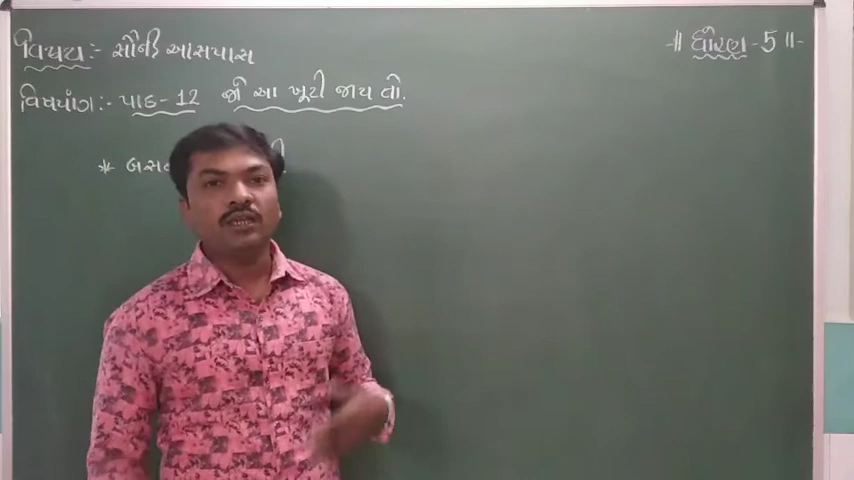 વિષય :- સૌની આસપાસ
॥ ધોરણ - 5 ॥
વિષયાંગ :- પાઠ - 12 જો આ ખૂટી જાય તો.
*